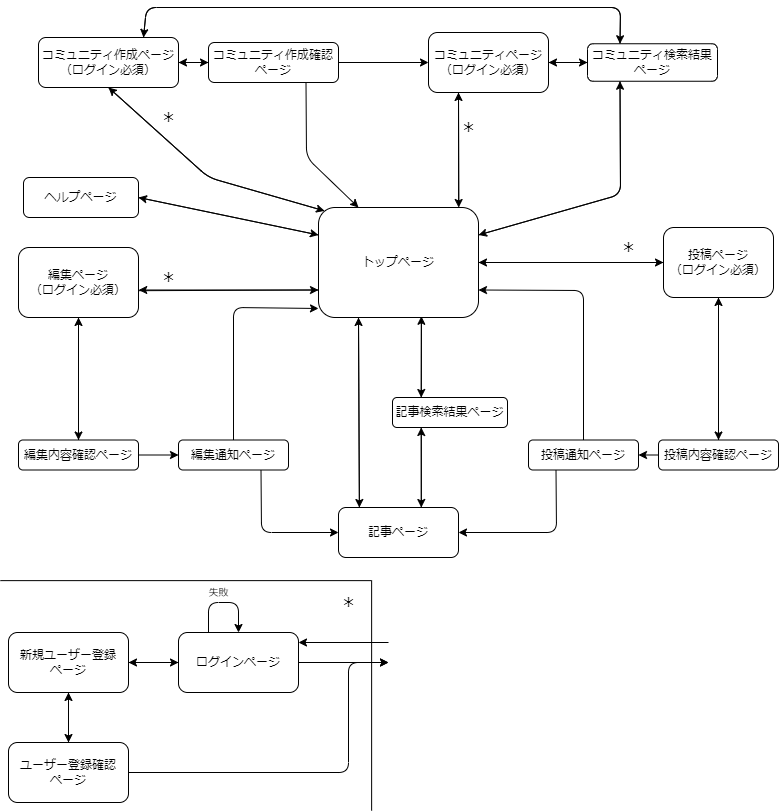 コミュニティ作成ページ
（ログイン必須）
コミュニティ作成確認
ページ
コミュニティページ
（ログイン必須）
コミュニティ検索結果
ページ
＊
＊
ヘルプページ
トップページ
＊
投稿ページ
（ログイン必須）
編集ページ
（ログイン必須）
＊
記事検索結果ページ
編集内容確認ページ
編集通知ページ
投稿通知ページ
投稿内容確認ページ
記事ページ
失敗
＊
新規ユーザー登録
ページ
ログインページ
ユーザー登録確認
ページ